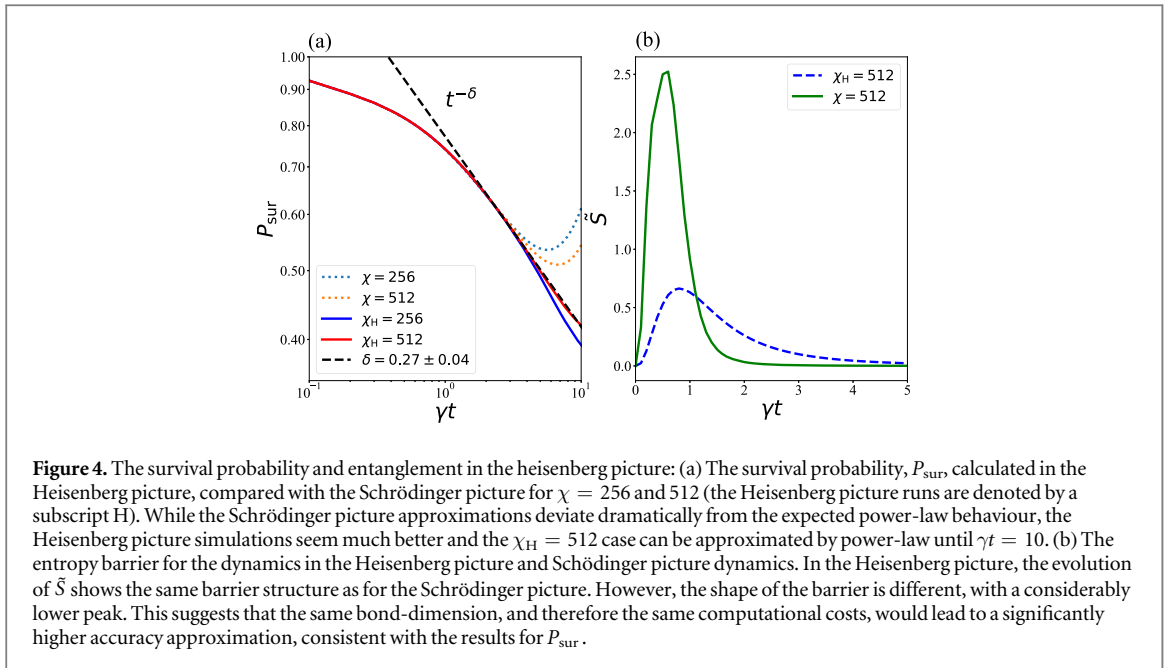 (a)
1.00
0.90
0.80
0.70
0.60
0.50
0.40
P_sur
t^{−δ}
χ = 256
χ = 512
χ_H = 256
χ_H = 512
δ = 0.27 ± 0.04
10^{−1}
10^0
10^1
γt
(b)
2.5
2.0
1.5
1.0
0.5
0.0
S̃
χ_H = 512
χ = 512
0
1
2
3
4
5
γt
Figure 4. The survival probability and entanglement in the heisenberg picture: (a) The survival probability, P_sur, calculated in the
Heisenberg picture, compared with the Schrödinger picture for χ = 256 and 512 (the Heisenberg picture runs are denoted by a
subscript H). While the Schrödinger picture approximations deviate dramatically from the expected power-law behaviour, the
Heisenberg picture simulations seem much better and the χ_H = 512 case can be approximated by power-law until γt = 10. (b) The
entropy barrier for the dynamics in the Heisenberg picture and Schödinger picture dynamics. In the Heisenberg picture, the evolution
of S̃ shows the same barrier structure as for the Schrödinger picture. However, the shape of the barrier is different, with a considerably
lower peak. This suggests that the same bond-dimension, and therefore the same computational costs, would lead to a significantly
higher accuracy approximation, consistent with the results for P_sur.